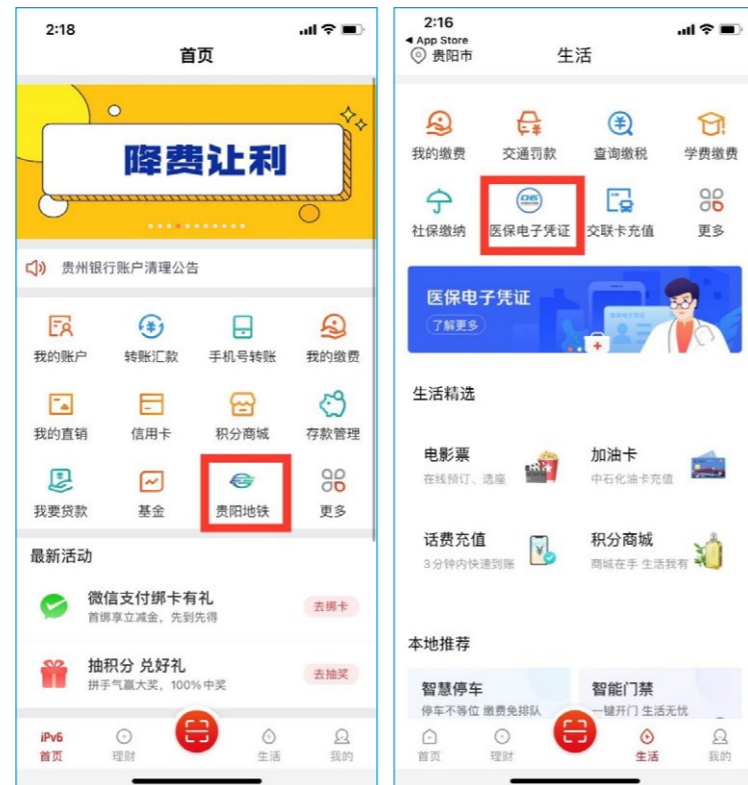 2:18
首页
降费让利
贵州银行账户清理公告
我的账户
转账汇款
手机号转账
我的缴费
我的直销
信用卡
积分商城
存款管理
我要贷款
基金
贵阳地铁
更多
最新活动
微信支付绑卡有礼
首绑享立减金，先到先得
去绑卡
抽积分 兑好礼
拼手气赢大奖，100%中奖
去抽奖
iPv6
首页
理财
生活
我的
2:16
◀ App Store
贵阳市
生活
我的缴费
交通罚款
查询缴税
学费缴费
社保缴纳
医保电子凭证
交联卡充值
更多
医保电子凭证
了解更多
生活精选
电影票
在线预订、选座
加油卡
中石化油卡充值
话费充值
3分钟内快速到账
积分商城
商城在手 生活我有
本地推荐
智慧停车
停车不等位 缴费免排队
智能门禁
一键开门 生活无忧
首页
理财
生活
我的